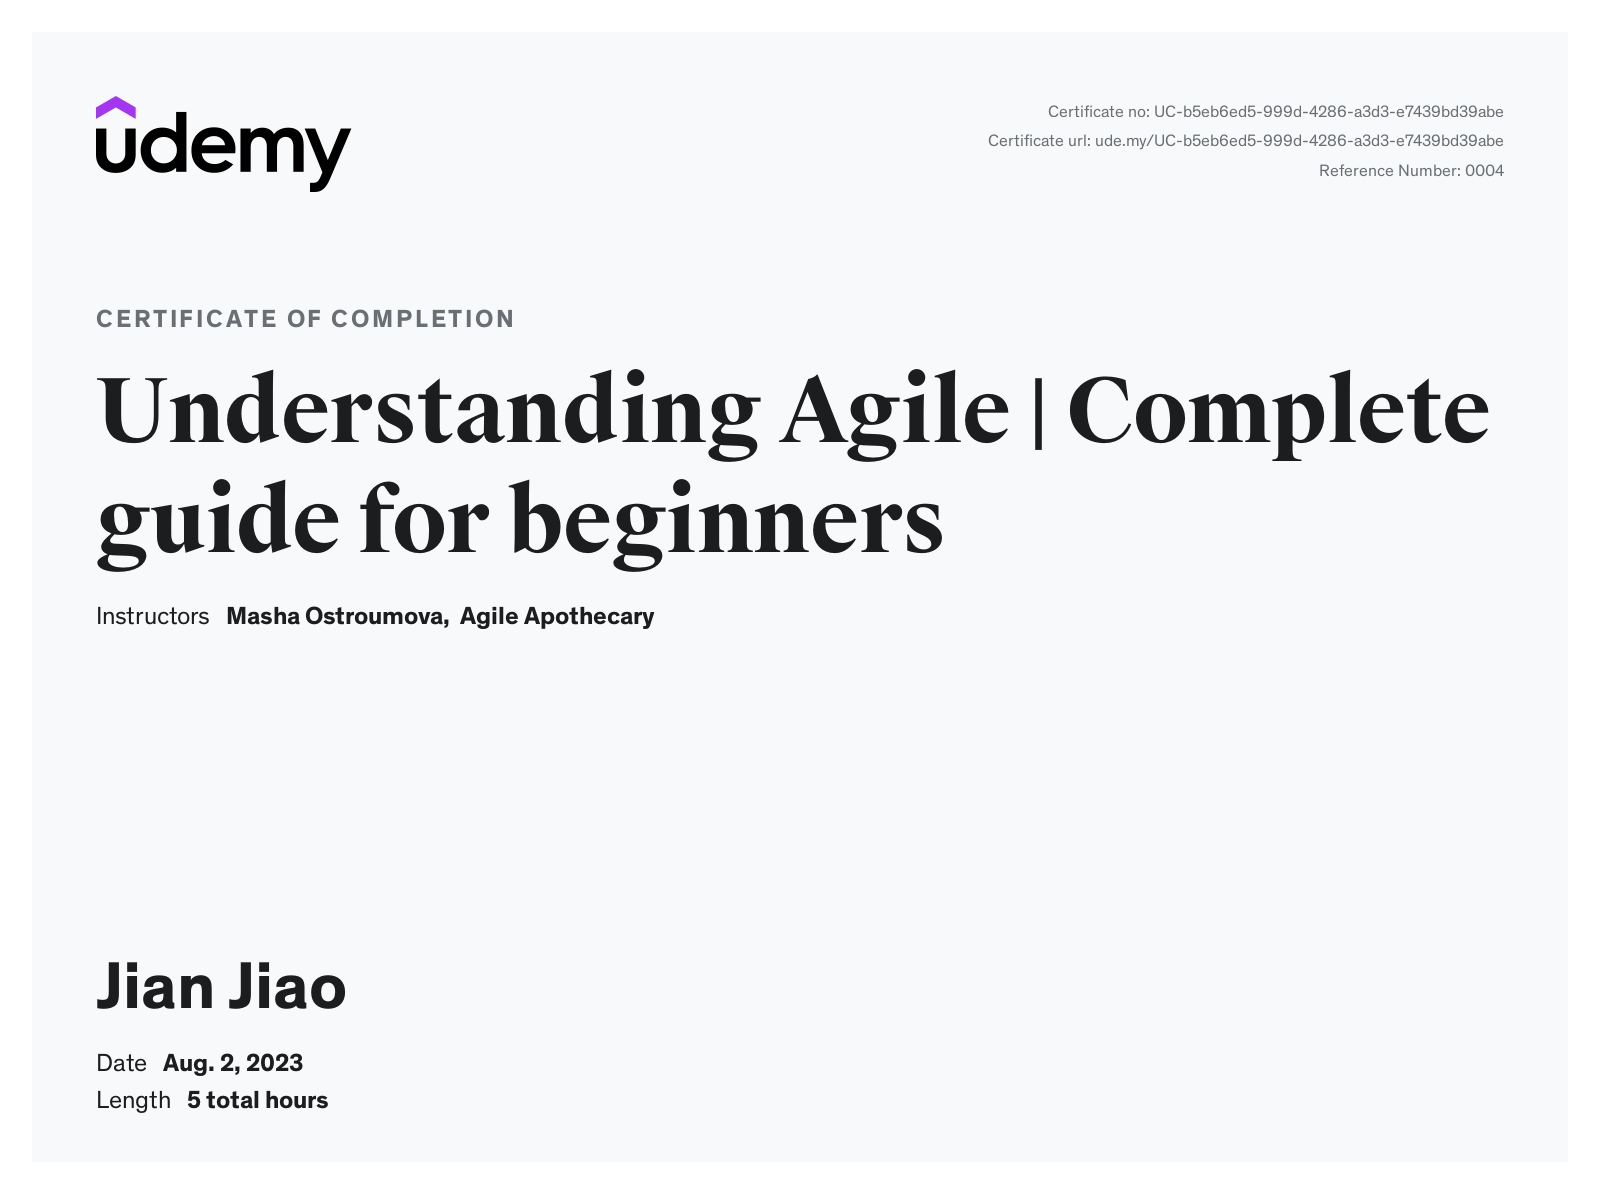 udemy
Certificate no: UC-b5eb6ed5-999d-4286-a3d3-e7439bd39abe
Certificate url: ude.my/UC-b5eb6ed5-999d-4286-a3d3-e7439bd39abe
Reference Number: 0004
CERTIFICATE OF COMPLETION
Understanding Agile | Complete
guide for beginners
Instructors Masha Ostroumova, Agile Apothecary
Jian Jiao
Date Aug. 2, 2023
Length 5 total hours